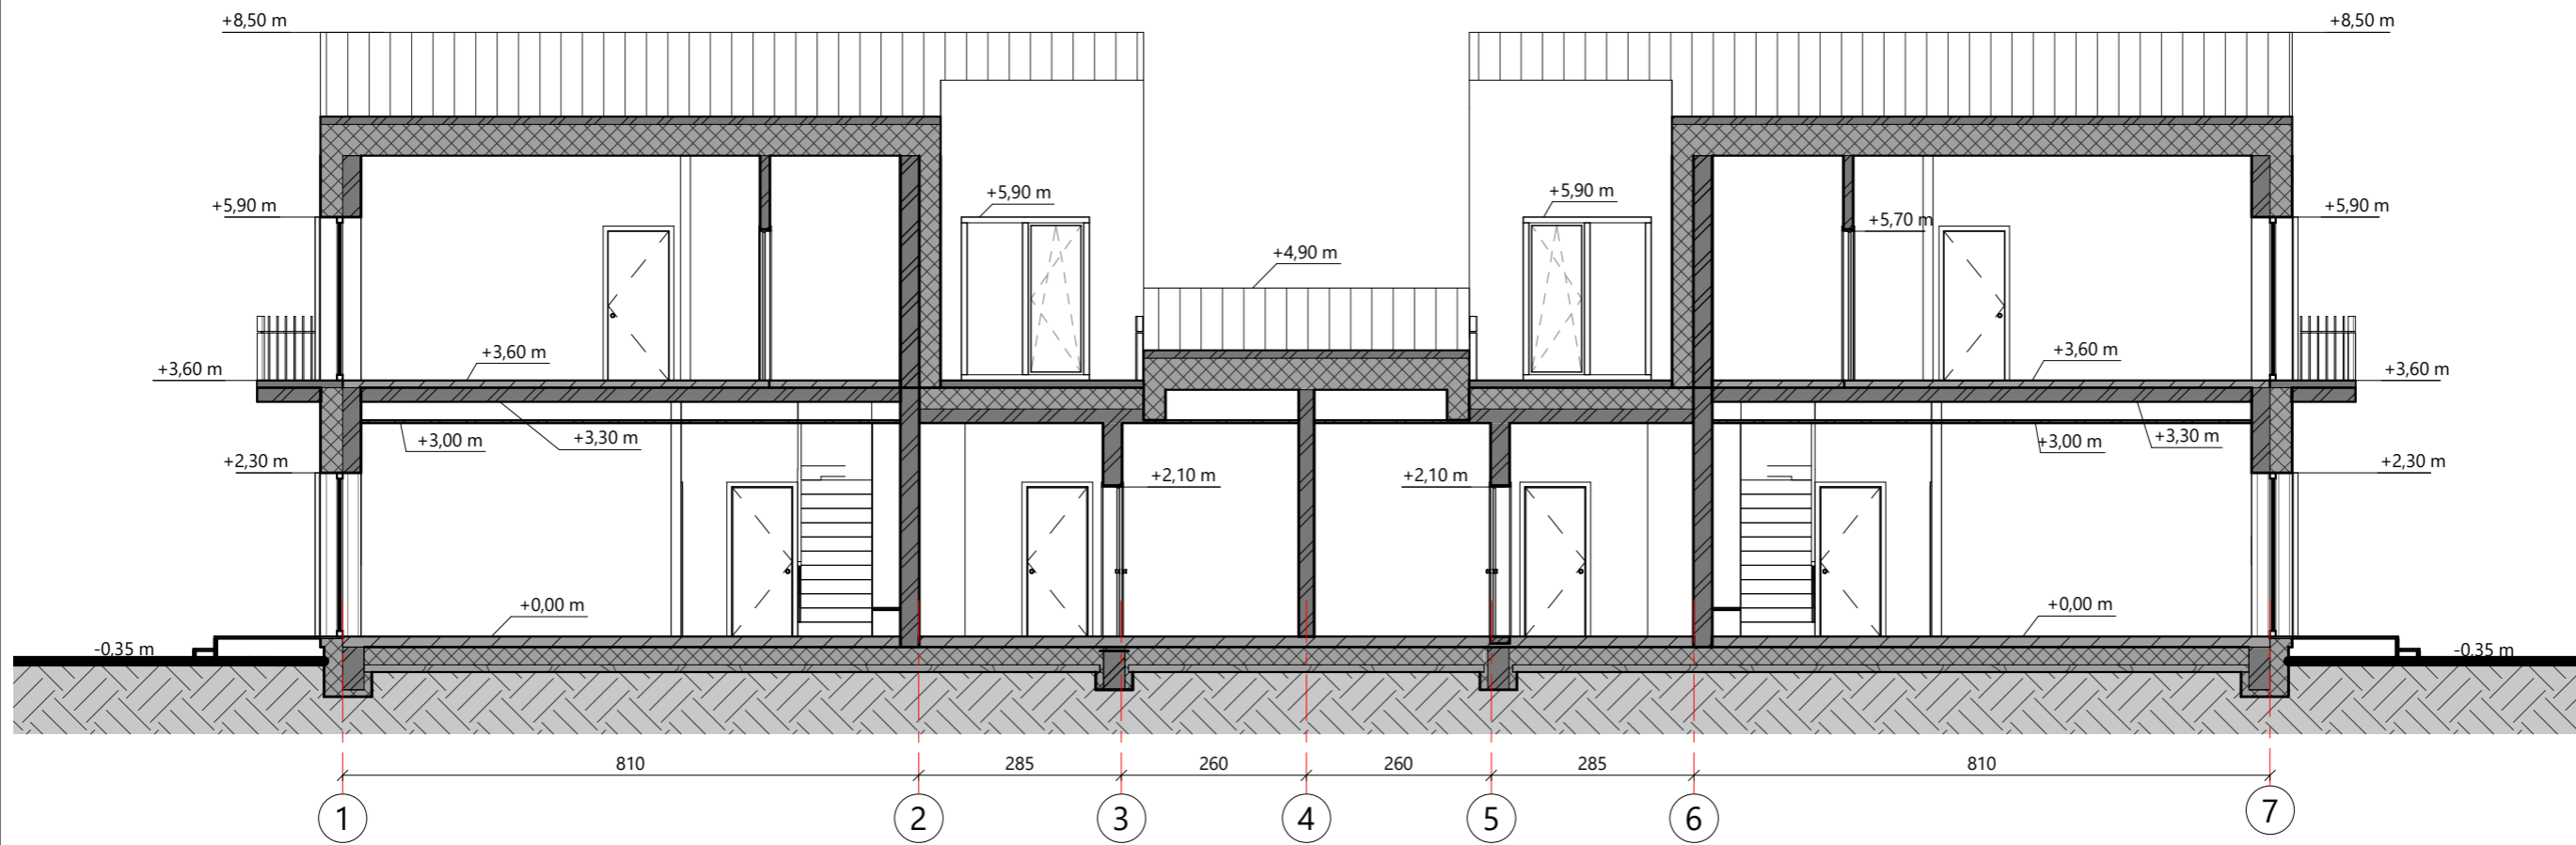 +8,50 m
+8,50 m
+5,90 m
+5,90 m
+5,90 m
+5,90 m
+5,70 m
+4,90 m
+3,60 m
+3,60 m
+3,60 m
+3,60 m
+3,00 m
+3,30 m
+3,00 m
+3,30 m
+2,30 m
+2,10 m
+2,10 m
+2,30 m
+0,00 m
+0,00 m
-0,35 m
-0,35 m
810
285
260
260
285
810
1
2
3
4
5
6
7